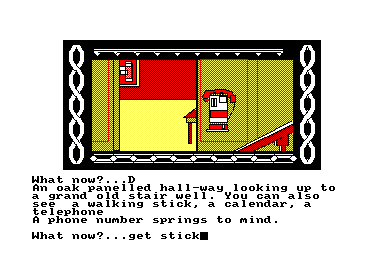 What now?...D
An oak panelled hall-way looking up to
a grand old stair well. You can also
see  a walking stick, a calendar, a
telephone
A phone number springs to mind.
What now?...get stick